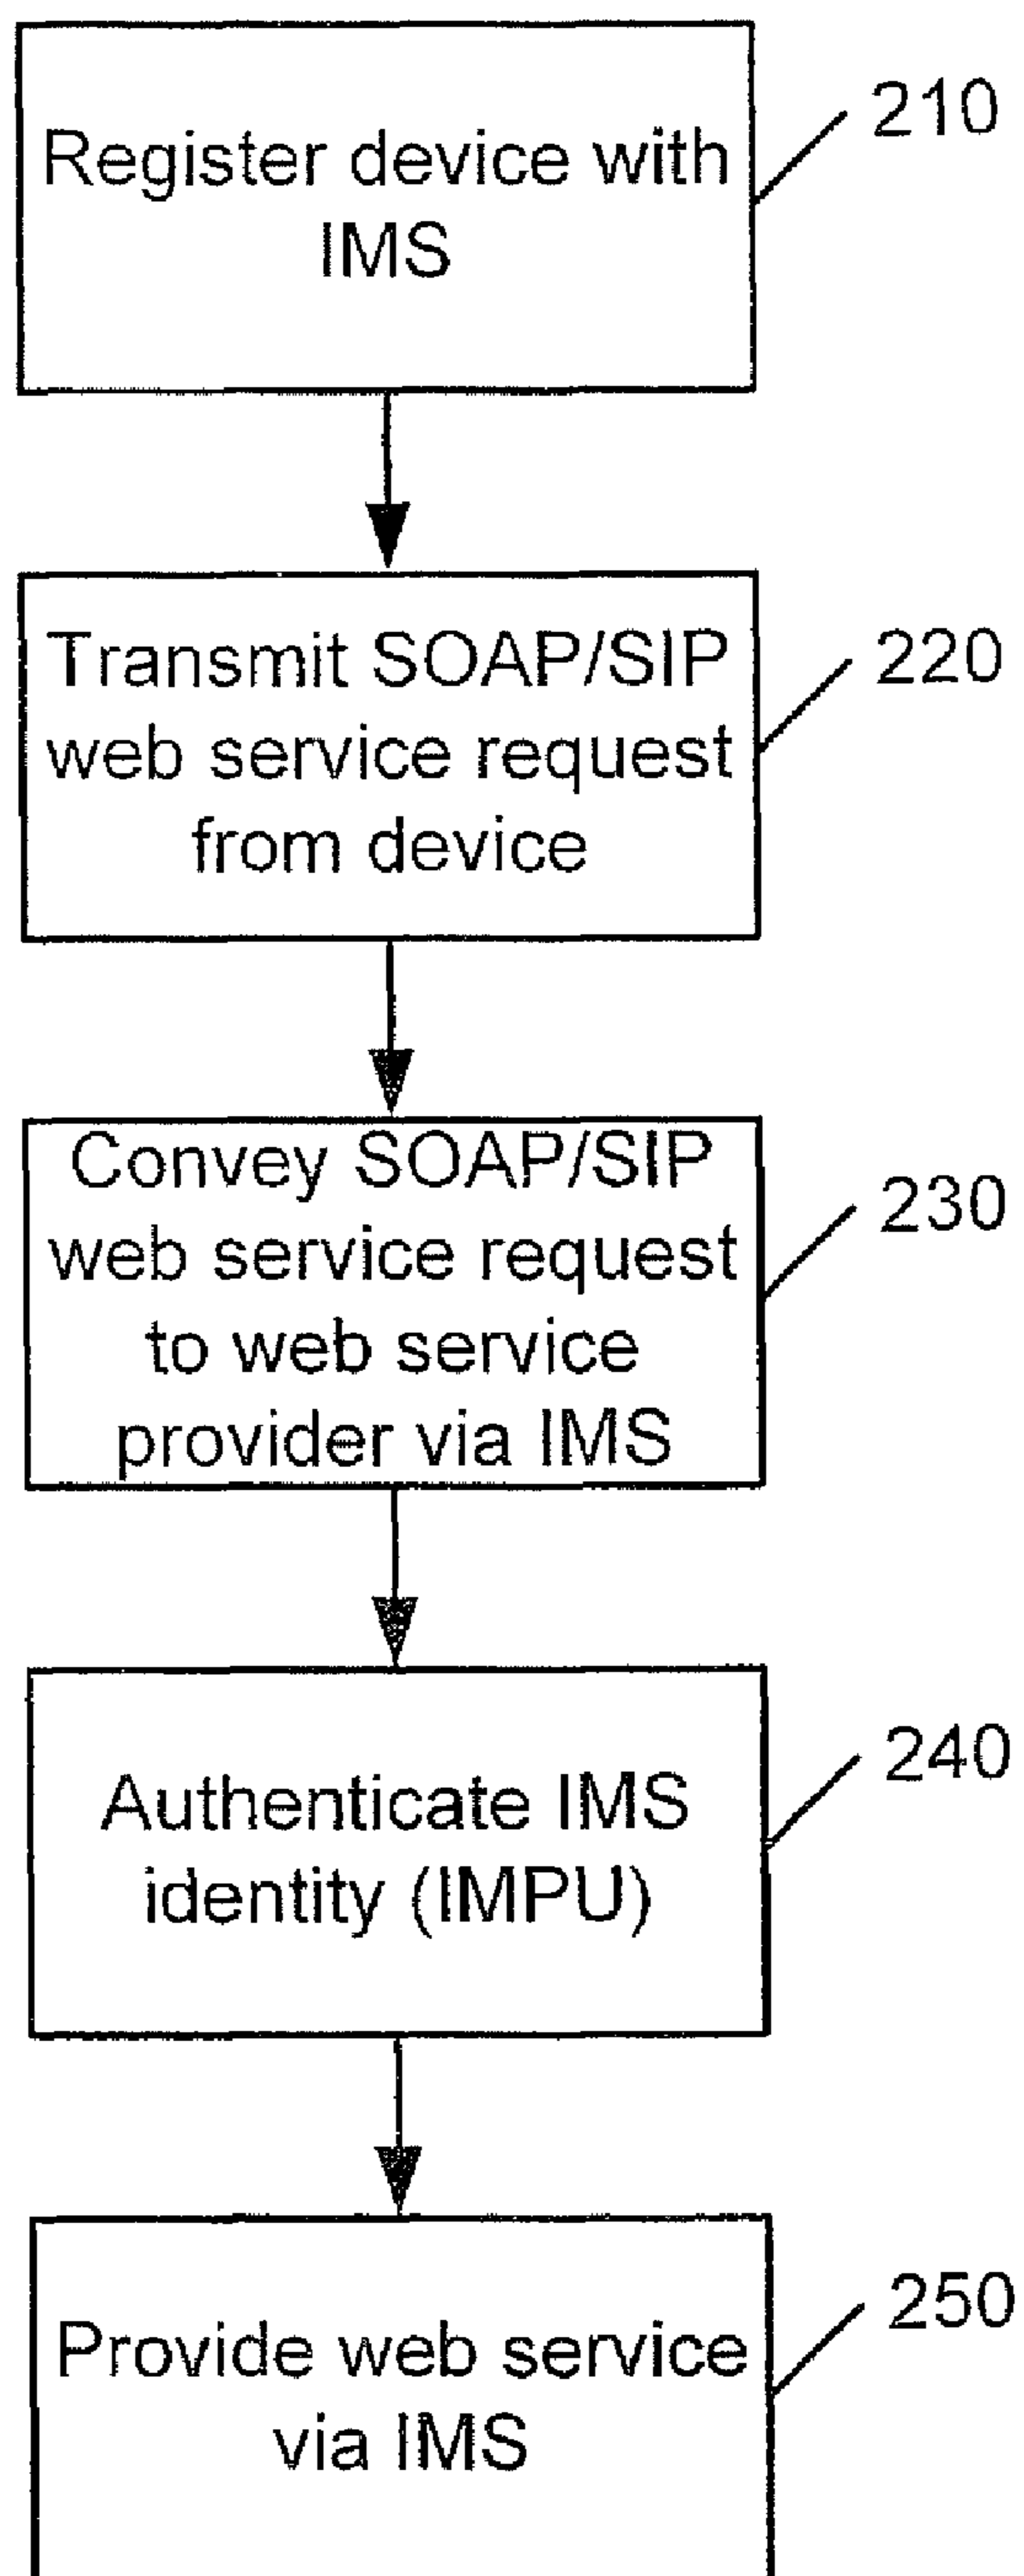 Register device with
IMS
210
Transmit SOAP/SIP
web service request
from device
220
Convey SOAP/SIP
web service request
to web service
provider via IMS
230
Authenticate IMS
identity (IMPU)
240
Provide web service
via IMS
250